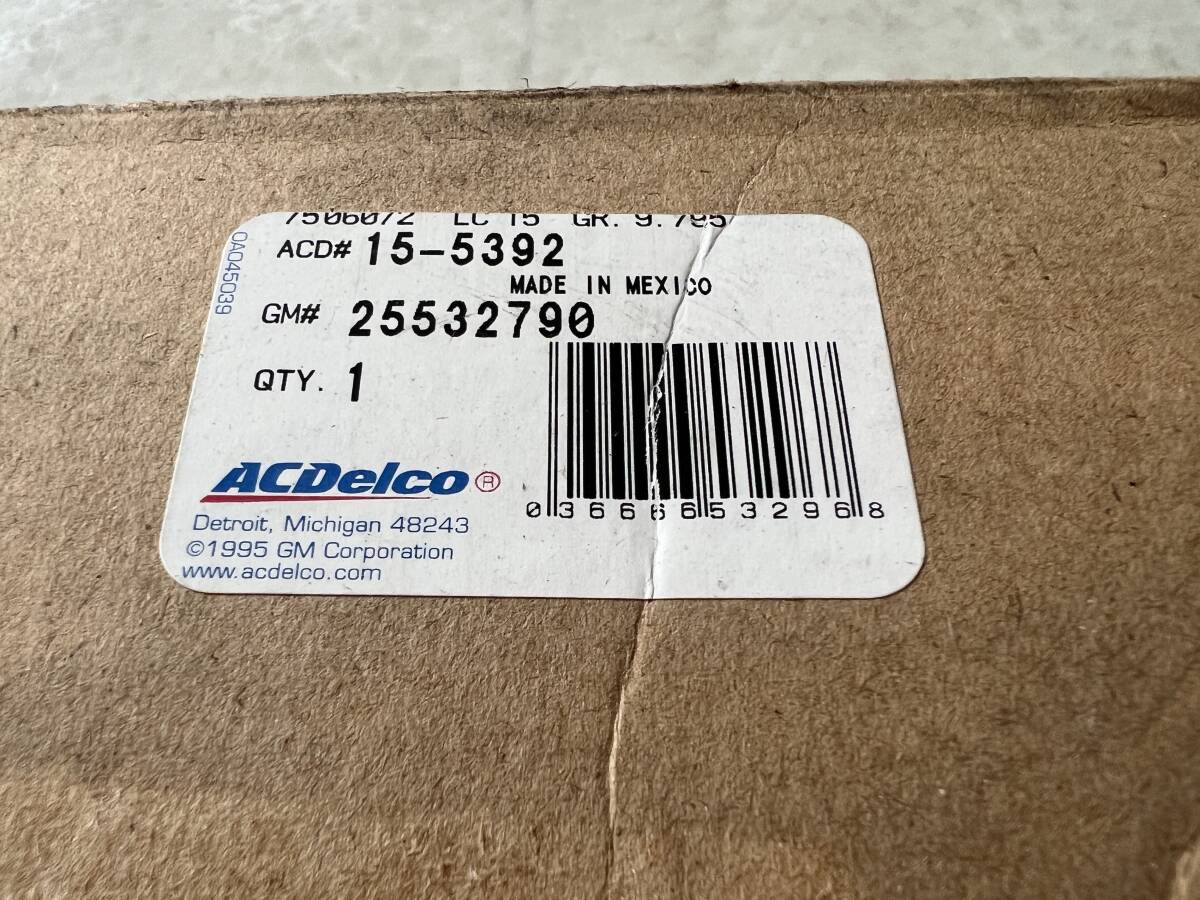 7506072 LC 15 GR. 9.795
ACD# 15-5392
MADE IN MEXICO
GM# 25532790
QTY. 1
0A045039
ACDelco®
Detroit, Michigan 48243
©1995 GM Corporation
www.acdelco.com
0 36666 53296 8